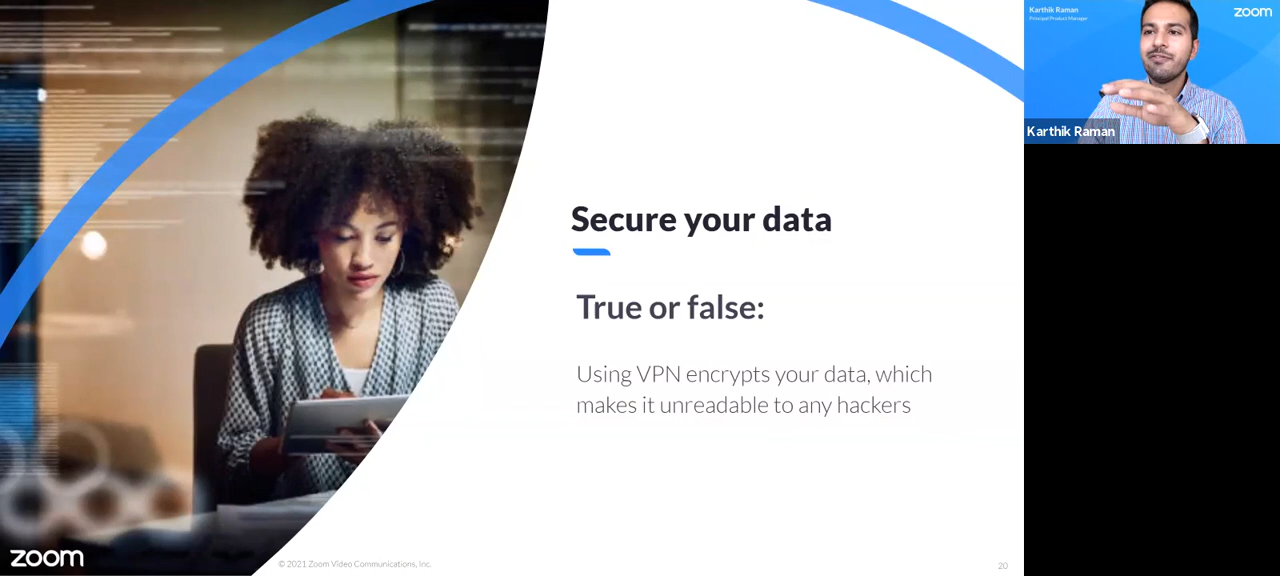 Secure your data
True or false:
Using VPN encrypts your data, which
makes it unreadable to any hackers
zoom
© 2021 Zoom Video Communications, Inc.
20
Karthik Raman
Principal Product Manager
zoom
Karthik Raman